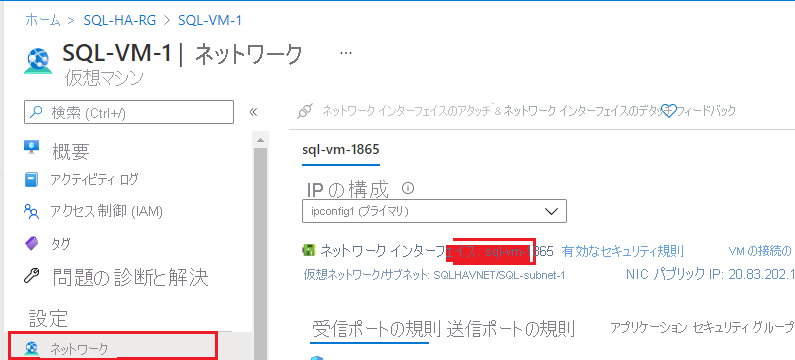 ホーム > SQL-HA-RG > SQL-VM-1
SQL-VM-1 | ネットワーク ...
仮想マシン
検索 (Ctrl+/) «
ネットワーク インターフェイスのアタッチ & ネットワーク インターフェイスのデタッチ フィードバック
概要
アクティビティ ログ
アクセス制御 (IAM)
タグ
問題の診断と解決
設定
ネットワーク
sql-vm-1865
IP の構成
ipconfig1 (プライマリ)
ネットワーク インターフェイス: sql-vm-1865 有効なセキュリティ規則 VM の接続の
仮想ネットワーク/サブネット: SQLHAVNET/SQL-subnet-1 NIC パブリック IP: 20.83.202.1
受信ポートの規則 送信ポートの規則 アプリケーション セキュリティ グループ